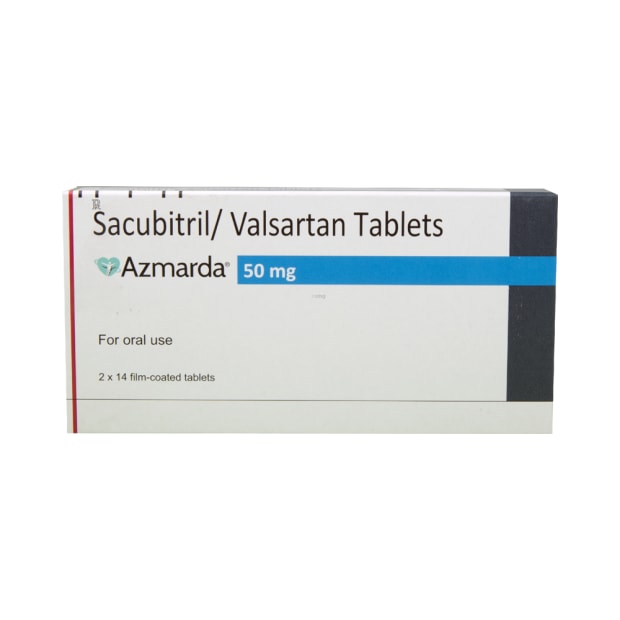 Sacubitril/ Valsartan Tablets
Azmarda® 50 mg
For oral use
2 x 14 film-coated tablets